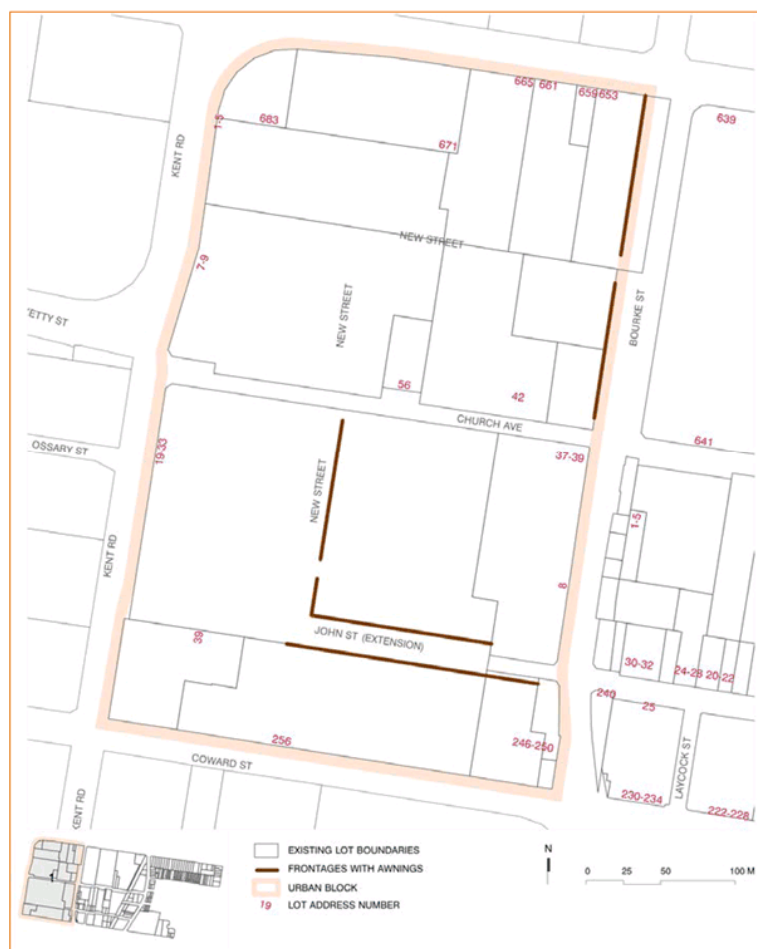 665 661
659 653
639
683
1-5
671
KENT RD
NEW STREET
7-9
NEW STREET
BOURKE ST
ETTY ST
56
42
CHURCH AVE
641
OSSARY ST
19-33
37-39
NEW STREET
1-5
KENT RD
8
39
JOHN ST (EXTENSION)
30-32
24-28
20-22
240
25
256
246-250
COWARD ST
LAYCOCK ST
230-234
222-228
KENT RD
1
EXISTING LOT BOUNDARIES
FRONTAGES WITH AWNINGS
URBAN BLOCK
19 LOT ADDRESS NUMBER
N
0 25 50 100 M